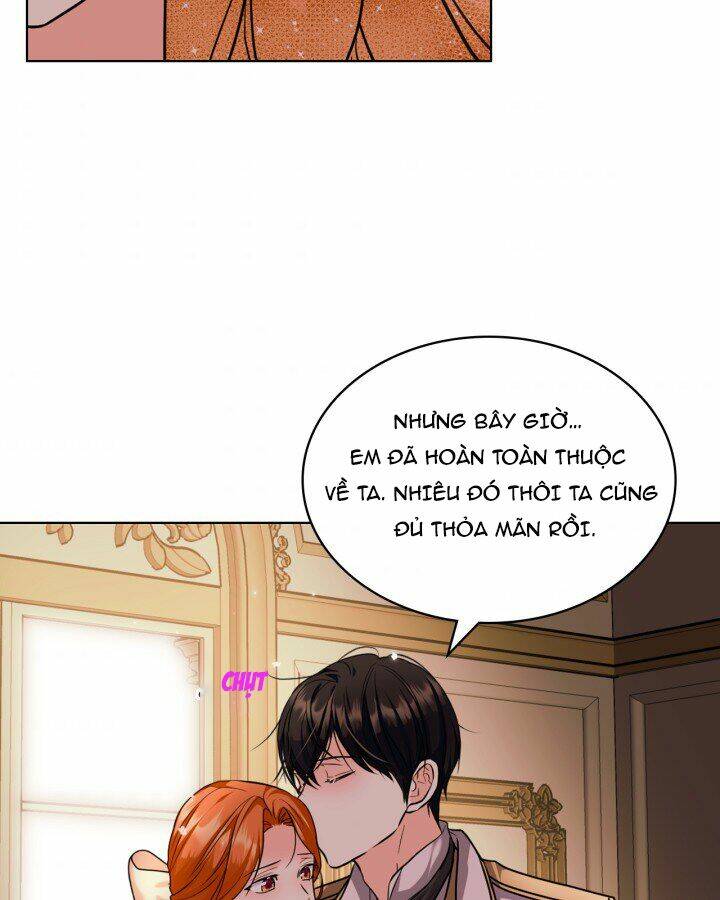 NHƯNG BÂY GIỜ...
EM ĐÃ HOÀN TOÀN THUỘC
VỀ TA. NHIÊU ĐÓ THÔI TA CŨNG
ĐỦ THỎA MÃN RỒI.
CHỤT